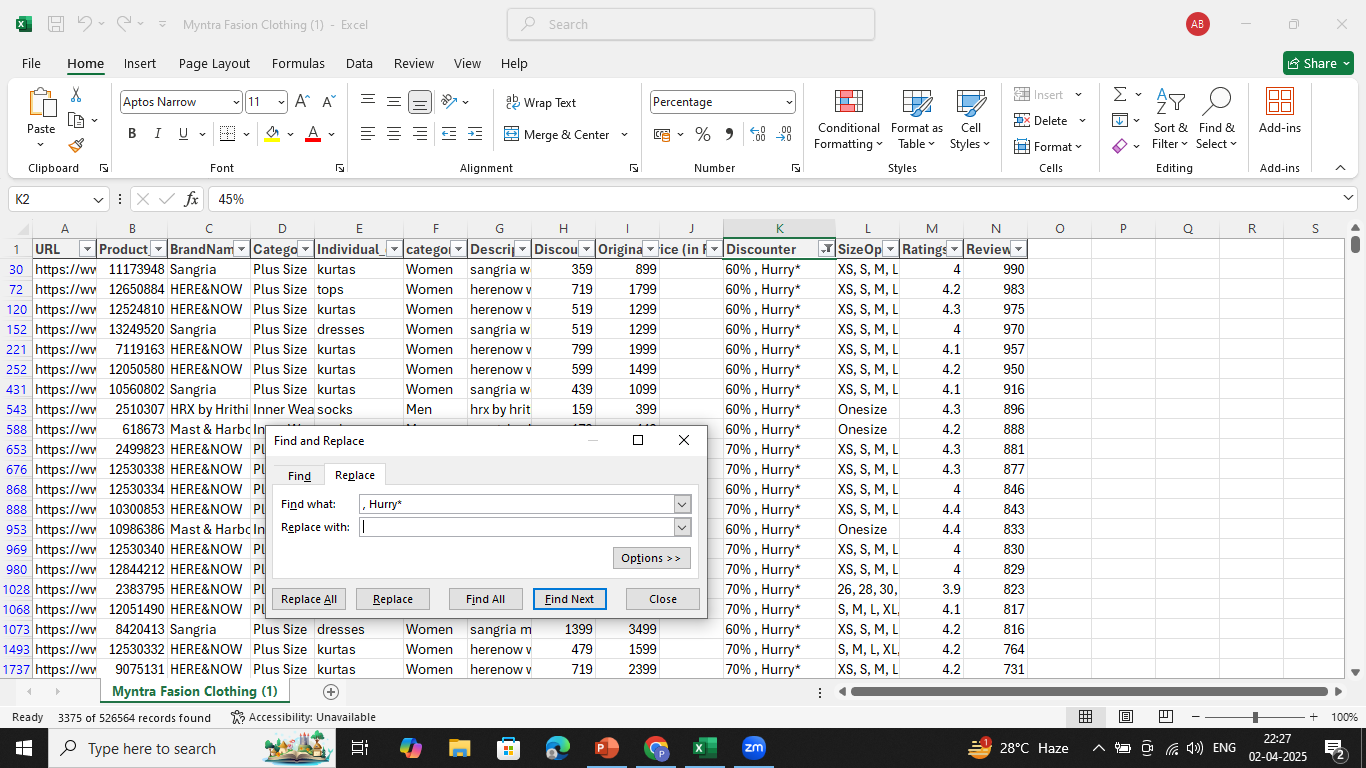 Myntra Fasion Clothing (1) - Excel
Search
AB
File Home Insert Page Layout Formulas Data Review View Help
Share
Paste
Clipboard
Aptos Narrow 11
B I U
Font
Wrap Text
Merge & Center
Alignment
Percentage
Number
Conditional Formatting
Format as Table
Cell Styles
Styles
Insert
Delete
Format
Cells
Sort & Filter
Find & Select
Editing
Add-ins
Add-ins
K2 fx 45%
A B C D E F G H I J K L M N O P Q R S
1 URL Product_ BrandNam Catego Individual_ catego Descrip Discou Origina rice (in R Discounter SizeOp Ratings Review
30 https://ww 11173948 Sangria Plus Size kurtas Women sangria w 359 899 60% , Hurry* XS, S, M, L 4 990
72 https://ww 12650884 HERE&NOW Plus Size tops Women herenow w 719 1799 60% , Hurry* XS, S, M, L 4.2 983
120 https://ww 12524810 HERE&NOW Plus Size kurtas Women herenow w 519 1299 60% , Hurry* XS, S, M, L 4.3 975
152 https://ww 13249520 Sangria Plus Size dresses Women sangria w 519 1299 60% , Hurry* XS, S, M, L 4 970
221 https://ww 7119163 HERE&NOW Plus Size kurtas Women herenow w 799 1999 60% , Hurry* XS, S, M, L 4.1 957
252 https://ww 12050580 HERE&NOW Plus Size kurtas Women herenow w 599 1499 60% , Hurry* XS, S, M, L 4.2 950
431 https://ww 10560802 Sangria Plus Size kurtas Women sangria w 439 1099 60% , Hurry* XS, S, M, L 4.1 916
543 https://ww 2510307 HRX by Hrithi Inner Wea socks Men hrx by hrit 159 399 60% , Hurry* Onesize 4.3 896
588 https://ww 618673 Mast & Harbo 60% , Hurry* Onesize 4.2 888
653 https://ww 2499823 HERE&NOW 70% , Hurry* XS, S, M, L 4.3 881
676 https://ww 12530338 HERE&NOW 70% , Hurry* XS, S, M, L 4.3 877
868 https://ww 12530334 HERE&NOW 60% , Hurry* XS, S, M, L 4 846
888 https://ww 10300853 HERE&NOW 70% , Hurry* XS, S, M, L 4.4 843
953 https://ww 10986386 Mast & Harbo 60% , Hurry* Onesize 4.4 833
969 https://ww 12530340 HERE&NOW 70% , Hurry* XS, S, M, L 4 830
980 https://ww 12844212 HERE&NOW 70% , Hurry* XS, S, M, L 4 829
1028 https://ww 2383795 HERE&NOW 70% , Hurry* 26, 28, 30, 3.9 823
1068 https://ww 12051490 HERE&NOW 70% , Hurry* S, M, L, XL, 4.1 817
1073 https://ww 8420413 Sangria Plus Size dresses Women sangria m 1399 3499 60% , Hurry* XS, S, M, L 4.2 816
1493 https://ww 12530332 HERE&NOW Plus Size kurtas Women herenow w 479 1599 70% , Hurry* S, M, L, XL, 4.2 764
1737 https://ww 9075131 HERE&NOW Plus Size kurtas Women herenow w 719 2399 70% , Hurry* XS, S, M, L 4.2 731
Find and Replace
Find Replace
Find what: , Hurry*
Replace with:
Options >>
Replace All Replace Find All Find Next Close
Myntra Fasion Clothing (1)
Ready 3375 of 526564 records found Accessibility: Unavailable 100%
Type here to search
28°C Haze ENG
22:27
02-04-2025